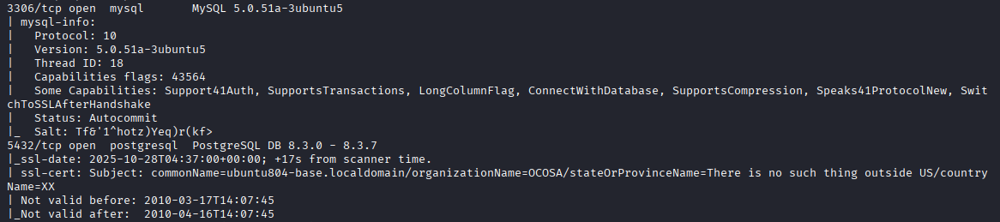 3306/tcp open  mysql       MySQL 5.0.51a-3ubuntu5
| mysql-info:
|   Protocol: 10
|   Version: 5.0.51a-3ubuntu5
|   Thread ID: 18
|   Capabilities flags: 43564
|   Some Capabilities: Support41Auth, SupportsTransactions, LongColumnFlag, ConnectWithDatabase, SupportsCompression, Speaks41ProtocolNew, Swit
chToSSLAfterHandshake
|   Status: Autocommit
|_  Salt: Tf&'1^hotz)Yeq)r(kf>
5432/tcp open  postgresql  PostgreSQL DB 8.3.0 - 8.3.7
|_ssl-date: 2025-10-28T04:37:00+00:00; +17s from scanner time.
| ssl-cert: Subject: commonName=ubuntu804-base.localdomain/organizationName=OCOSA/stateOrProvinceName=There is no such thing outside US/country
Name=XX
| Not valid before: 2010-03-17T14:07:45
|_Not valid after:  2010-04-16T14:07:45